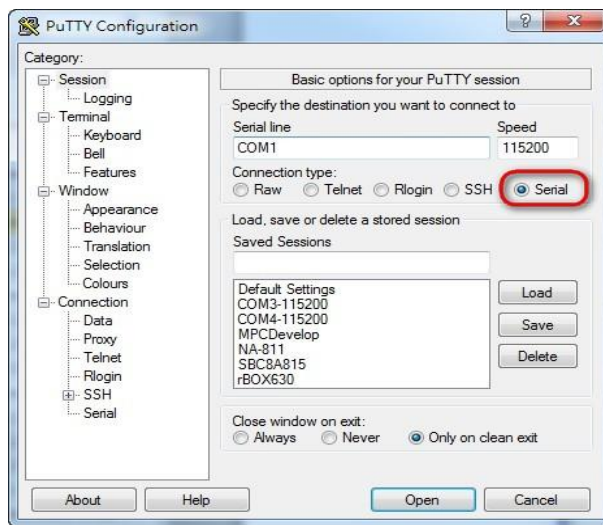 PuTTY Configuration
Category:
Session
Logging
Terminal
Keyboard
Bell
Features
Window
Appearance
Behaviour
Translation
Selection
Colours
Connection
Data
Proxy
Telnet
Rlogin
SSH
Serial
Basic options for your PuTTY session
Specify the destination you want to connect to
Serial line Speed
COM1 115200
Connection type:
Raw Telnet Rlogin SSH Serial
Load, save or delete a stored session
Saved Sessions
Default Settings
COM3-115200
COM4-115200
MPCDevelop
NA-811
SBC8A815
rBOX630
Load
Save
Delete
Close window on exit:
Always Never Only on clean exit
About Help Open Cancel